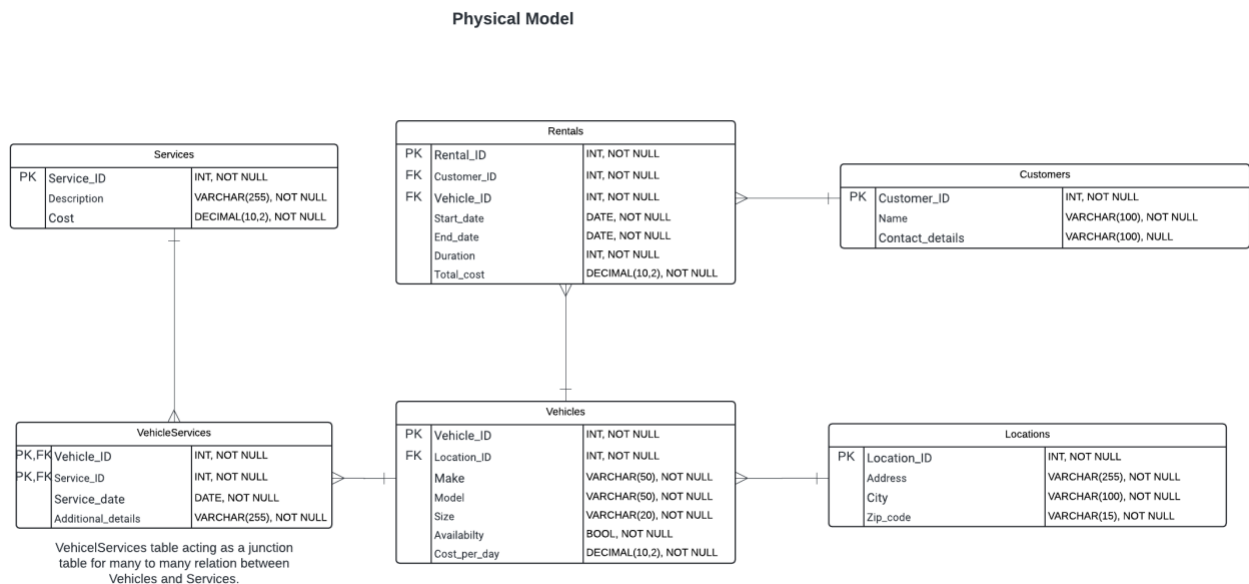 Physical Model
Services
PK Service_ID INT, NOT NULL
Description VARCHAR(255), NOT NULL
Cost DECIMAL(10,2), NOT NULL
Rentals
PK Rental_ID INT, NOT NULL
FK Customer_ID INT, NOT NULL
FK Vehicle_ID INT, NOT NULL
Start_date DATE, NOT NULL
End_date DATE, NOT NULL
Duration INT, NOT NULL
Total_cost DECIMAL(10,2), NOT NULL
Customers
PK Customer_ID INT, NOT NULL
Name VARCHAR(100), NOT NULL
Contact_details VARCHAR(100), NULL
VehicleServices
PK,FK Vehicle_ID INT, NOT NULL
PK,FK Service_ID INT, NOT NULL
Service_date DATE, NOT NULL
Additional_details VARCHAR(255), NOT NULL
VehicelServices table acting as a junction
table for many to many relation between
Vehicles and Services.
Vehicles
PK Vehicle_ID INT, NOT NULL
FK Location_ID INT, NOT NULL
Make VARCHAR(50), NOT NULL
Model VARCHAR(50), NOT NULL
Size VARCHAR(20), NOT NULL
Availabilty BOOL, NOT NULL
Cost_per_day DECIMAL(10,2), NOT NULL
Locations
PK Location_ID INT, NOT NULL
Address VARCHAR(255), NOT NULL
City VARCHAR(100), NOT NULL
Zip_code VARCHAR(15), NOT NULL